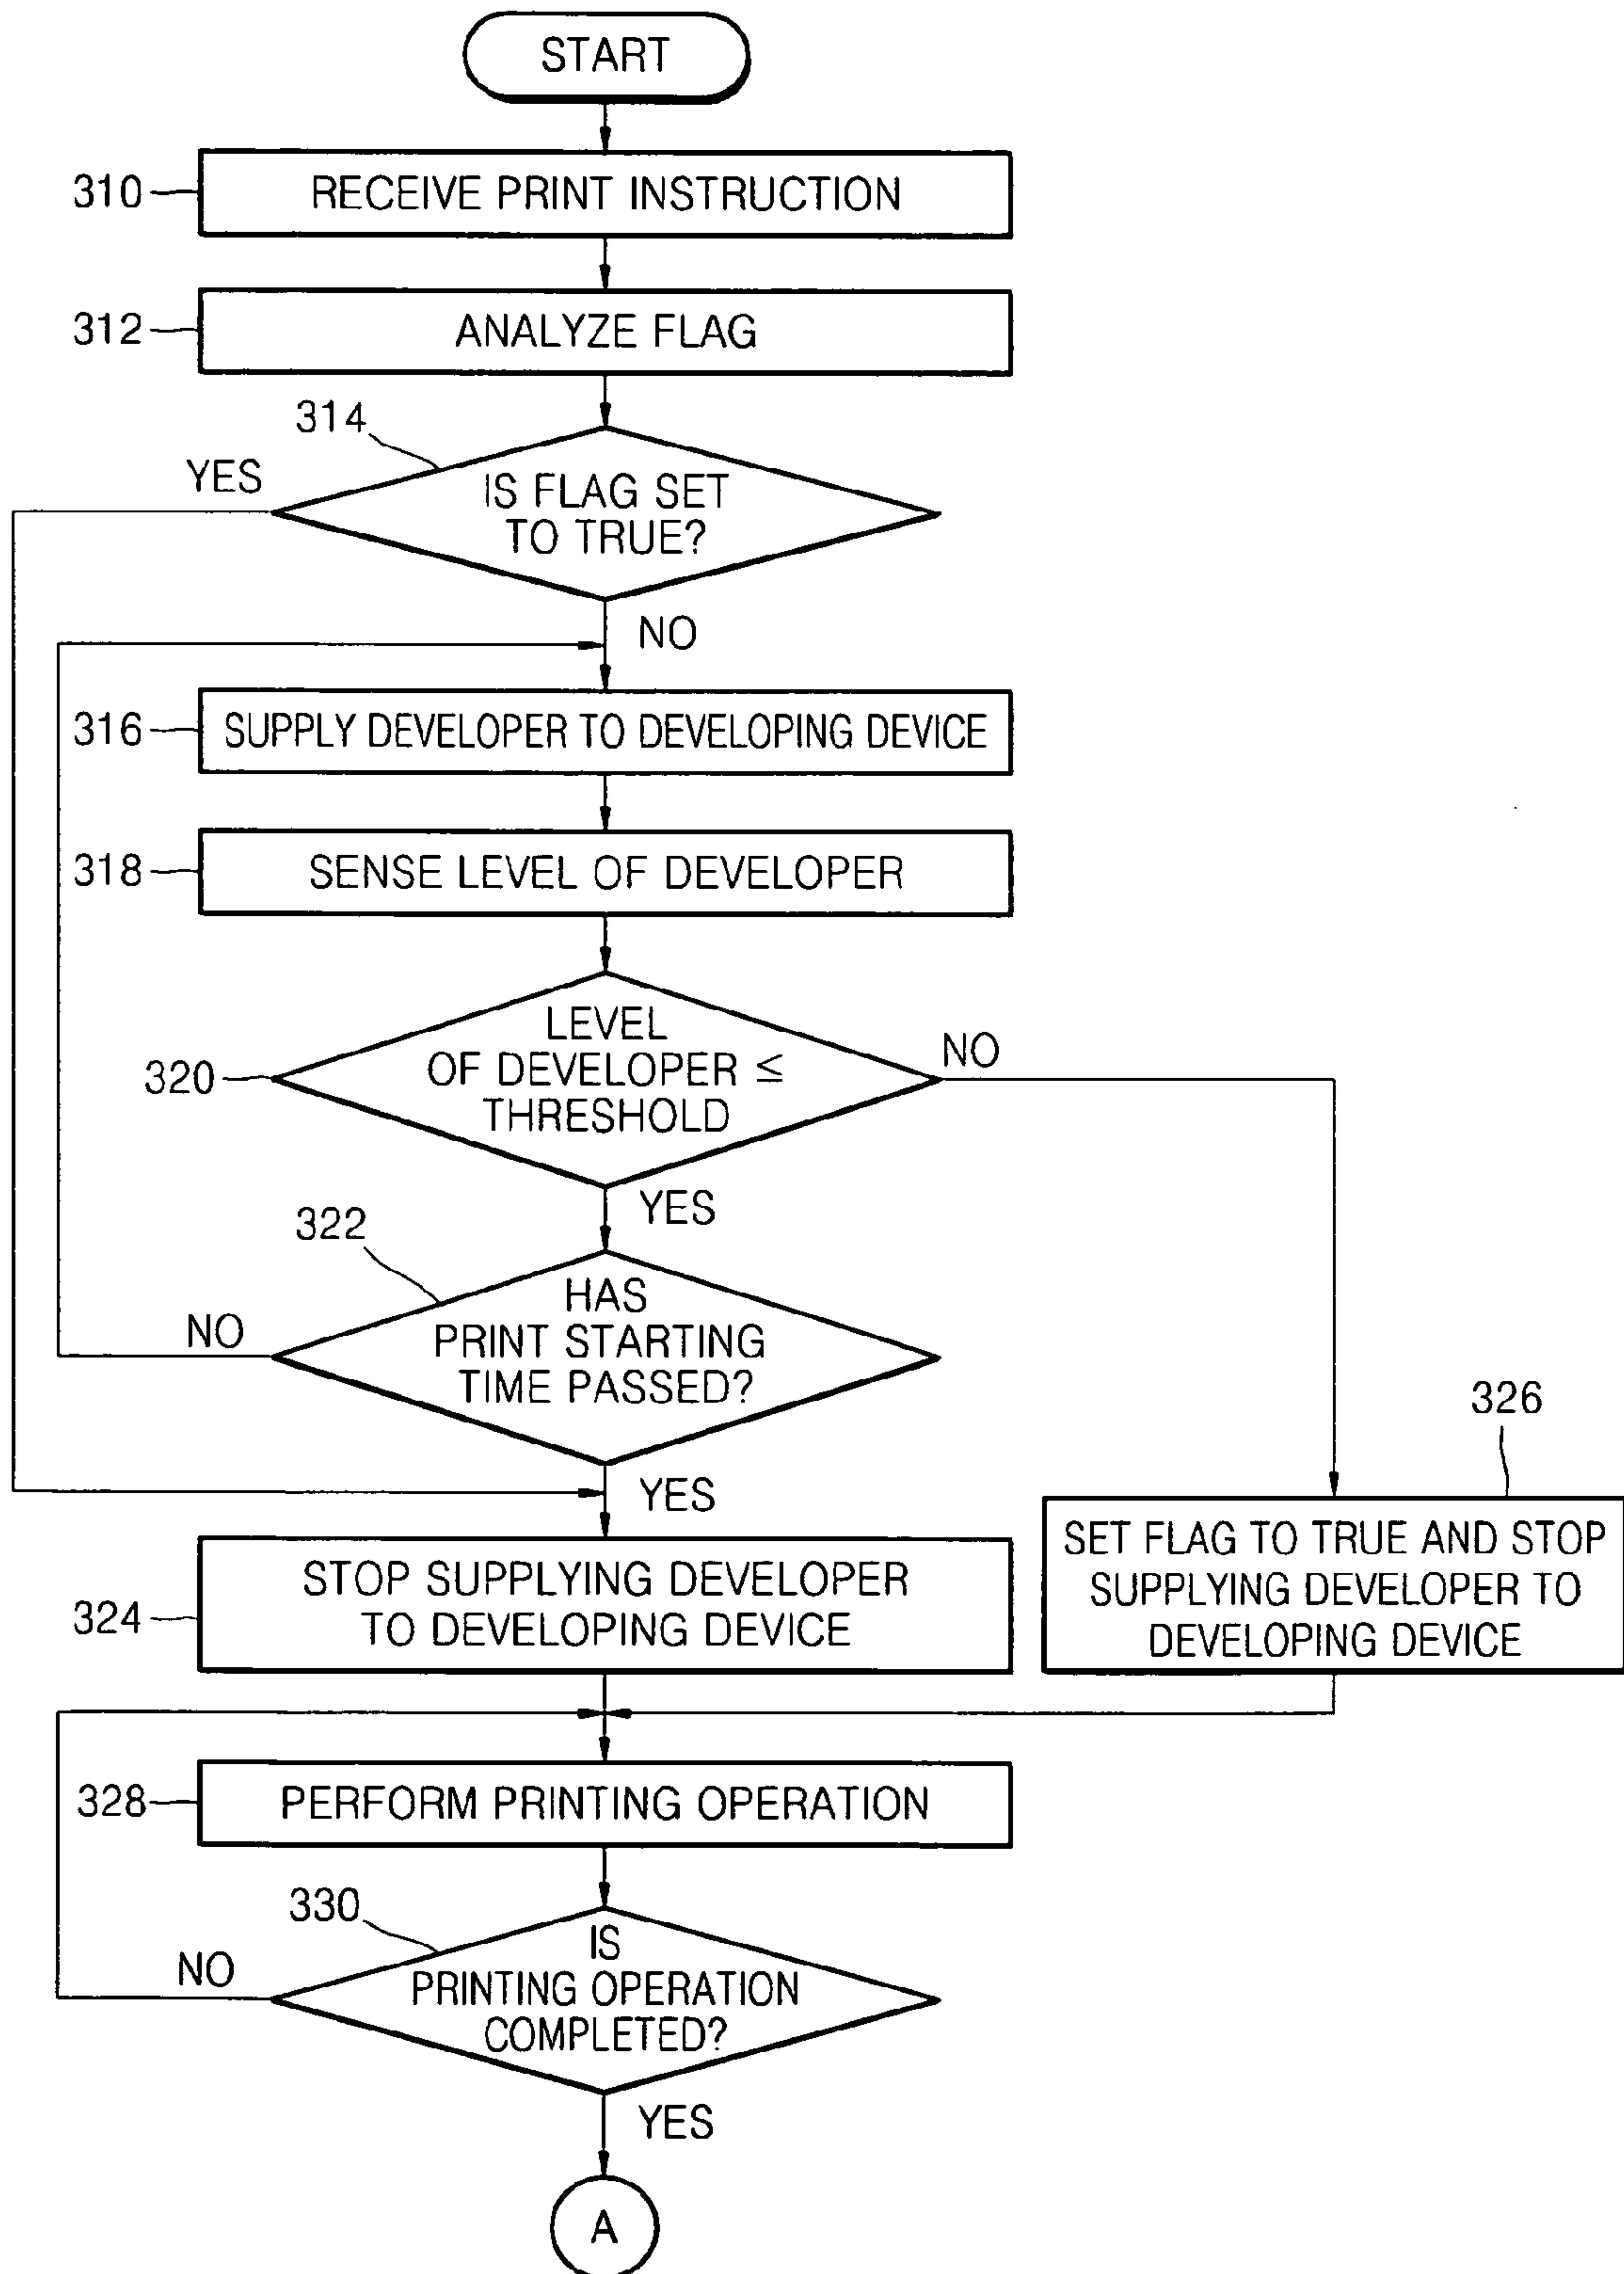 START
310
RECEIVE PRINT INSTRUCTION
312
ANALYZE FLAG
314
YES
IS FLAG SET
TO TRUE?
NO
316
SUPPLY DEVELOPER TO DEVELOPING DEVICE
318
SENSE LEVEL OF DEVELOPER
320
LEVEL
OF DEVELOPER ≤
THRESHOLD
NO
YES
322
HAS
PRINT STARTING
TIME PASSED?
NO
YES
326
SET FLAG TO TRUE AND STOP
SUPPLYING DEVELOPER TO
DEVELOPING DEVICE
324
STOP SUPPLYING DEVELOPER
TO DEVELOPING DEVICE
328
PERFORM PRINTING OPERATION
330
IS
PRINTING OPERATION
COMPLETED?
NO
YES
A